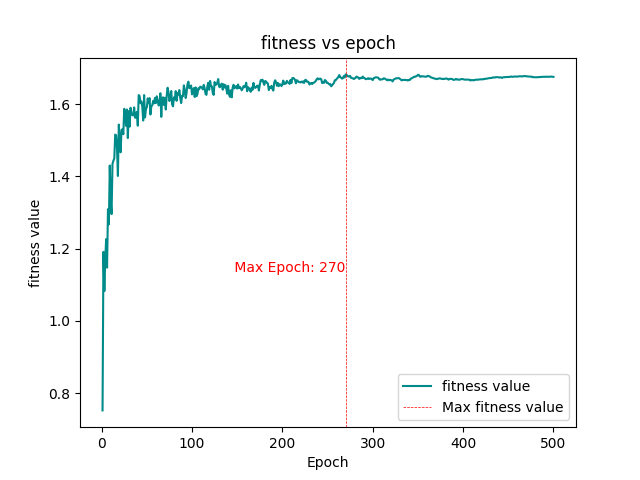 fitness vs epoch
fitness value
1.6
1.4
1.2
1.0
0.8
Max Epoch: 270
fitness value
Max fitness value
0
100
200
300
400
500
Epoch